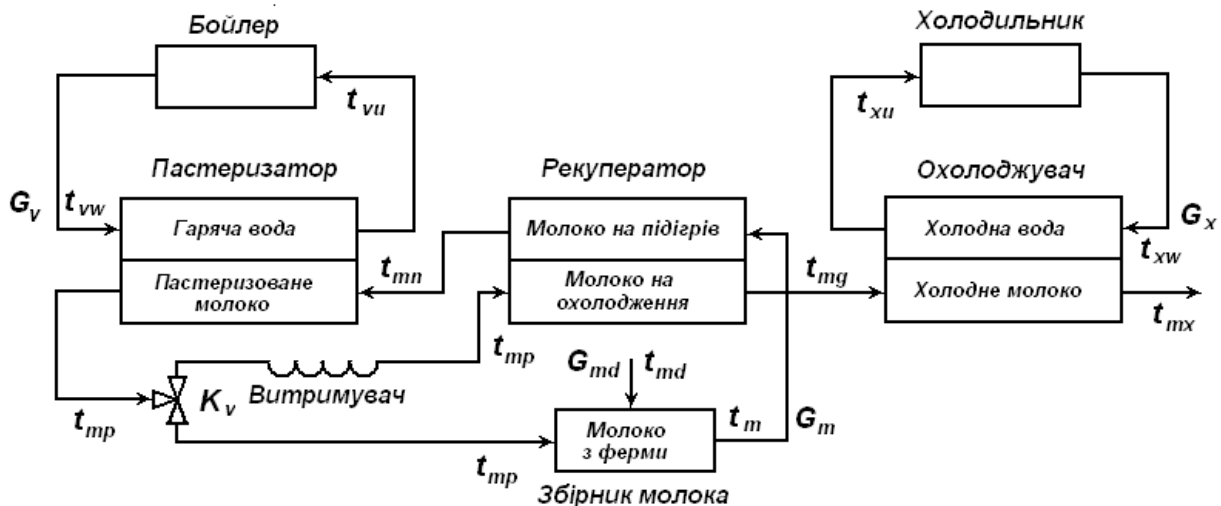 Бойлер
Холодильник
t vu
t xu
Пастеризатор
Рекуператор
Охолоджувач
G v
t vw
Гаряча вода
Молоко на підігрів
Холодна вода
G x
t xw
t mn
t mg
Пастеризоване
молоко
Молоко на
охолодження
Холодне молоко
t mx
t mp
G md
t md
K v
Витримувач
t mp
Молоко
з ферми
t m
G m
t mp
Збірник молока